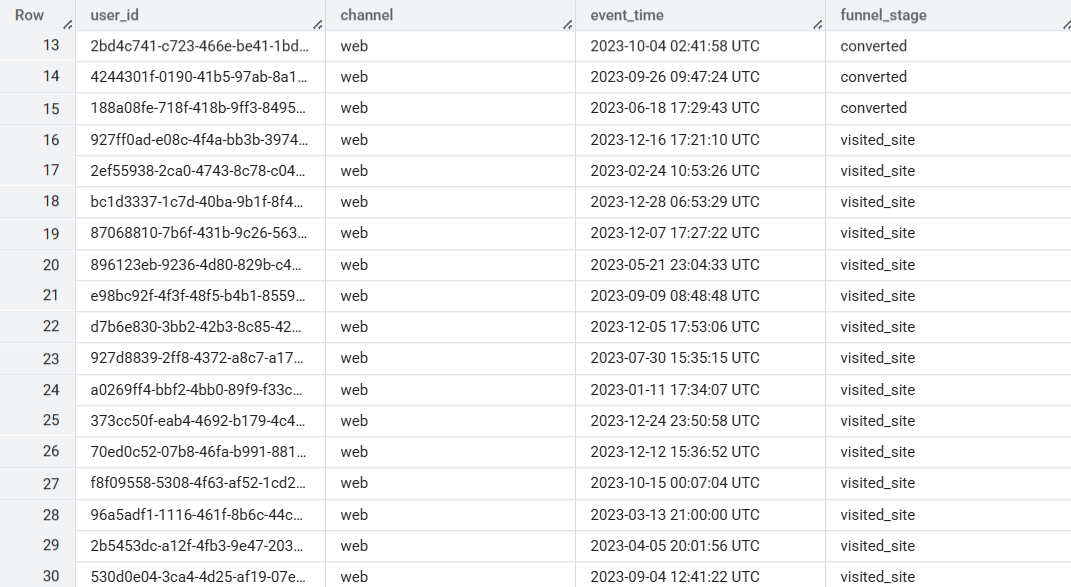 Row user_id channel event_time funnel_stage
13 2bd4c741-c723-466e-be41-1bd... web 2023-10-04 02:41:58 UTC converted
14 4244301f-0190-41b5-97ab-8a1... web 2023-09-26 09:47:24 UTC converted
15 188a08fe-718f-418b-9ff3-8495... web 2023-06-18 17:29:43 UTC converted
16 927ff0ad-e08c-4f4a-bb3b-3974... web 2023-12-16 17:21:10 UTC visited_site
17 2ef55938-2ca0-4743-8c78-c04... web 2023-02-24 10:53:26 UTC visited_site
18 bc1d3337-1c7d-40ba-9b1f-8f4... web 2023-12-28 06:53:29 UTC visited_site
19 87068810-7b6f-431b-9c26-563... web 2023-12-07 17:27:22 UTC visited_site
20 896123eb-9236-4d80-829b-c4... web 2023-05-21 23:04:33 UTC visited_site
21 e98bc92f-4f3f-48f5-b4b1-8559... web 2023-09-09 08:48:48 UTC visited_site
22 d7b6e830-3bb2-42b3-8c85-42... web 2023-12-05 17:53:06 UTC visited_site
23 927d8839-2ff8-4372-a8c7-a17... web 2023-07-30 15:35:15 UTC visited_site
24 a0269ff4-bbf2-4bb0-89f9-f33c... web 2023-01-11 17:34:07 UTC visited_site
25 373cc50f-eab4-4692-b179-4c4... web 2023-12-24 23:50:58 UTC visited_site
26 70ed0c52-07b8-46fa-b991-881... web 2023-12-12 15:36:52 UTC visited_site
27 f8f09558-5308-4f63-af52-1cd2... web 2023-10-15 00:07:04 UTC visited_site
28 96a5adf1-1116-461f-8b6c-44c... web 2023-03-13 21:00:00 UTC visited_site
29 2b5453dc-a12f-4fb3-9e47-203... web 2023-04-05 20:01:56 UTC visited_site
30 530d0e04-3ca4-4d25-af19-07e... web 2023-09-04 12:41:22 UTC visited_site